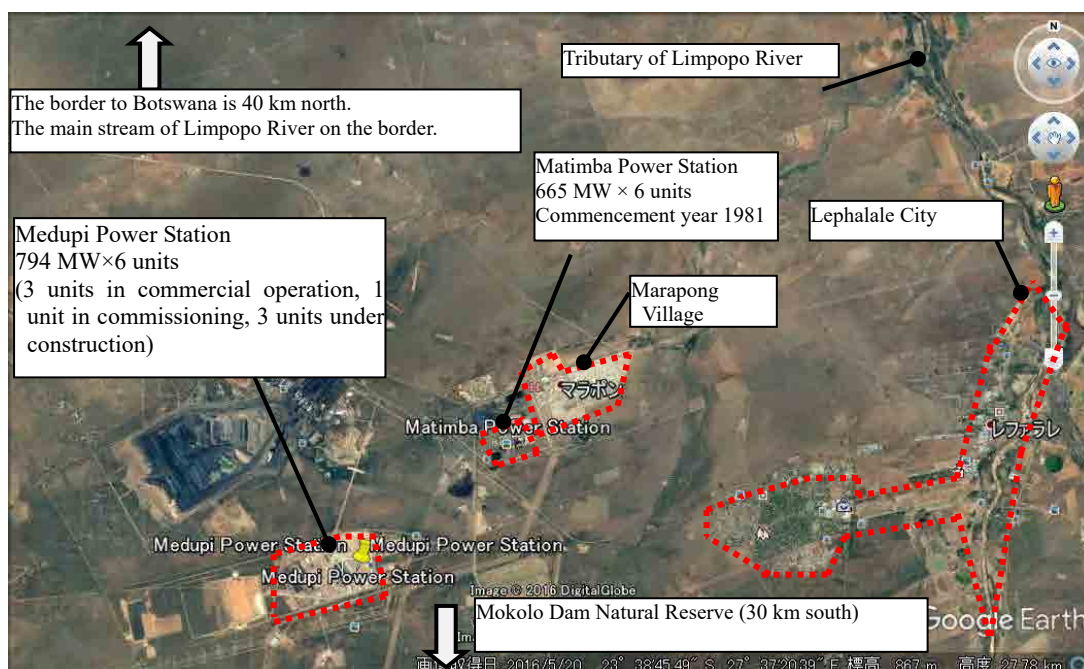 Tributary of Limpopo River
N
The border to Botswana is 40 km north.
The main stream of Limpopo River on the border.
Matimba Power Station
665 MW × 6 units
Commencement year 1981
Lephalale City
Medupi Power Station
794 MW×6 units
(3 units in commercial operation, 1
unit in commissioning, 3 units under
construction)
Marapong
Village
マラポン
Matimba Power Station
レファラレ
Medupi Power Station
Medupi Power Station
Medupi Power Station
Image © 2016 DigitalGlobe
Mokolo Dam Natural Reserve (30 km south)
Google Earth
2016/5/20 23° 38'45.49" S 27° 37'20.39" E 標高 867 m 高度 27.78 km